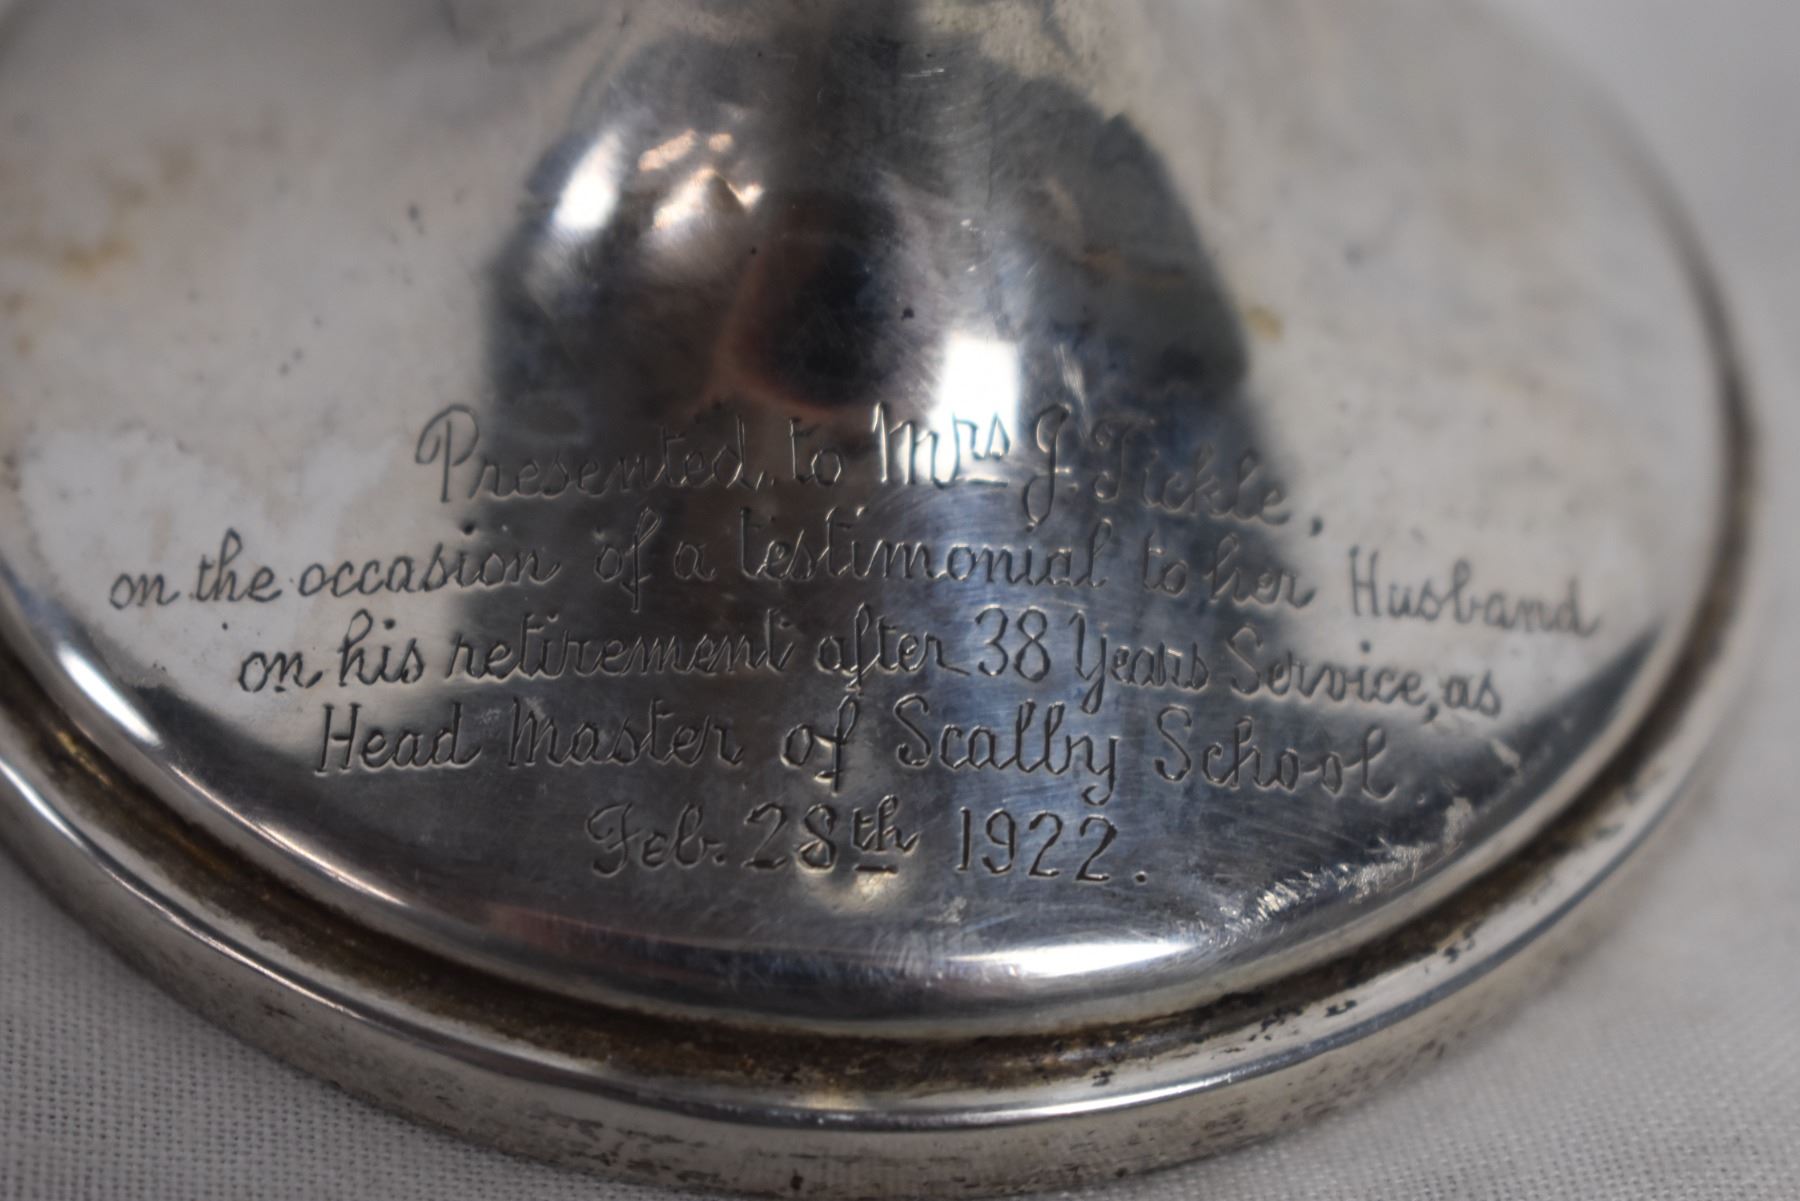 Presented to Mrs J. Tickle,
on the occasion of a testimonial to her Husband
on his retirement after 38 Years Service, as
Head Master of Scalby School.
Feb. 28th 1922.